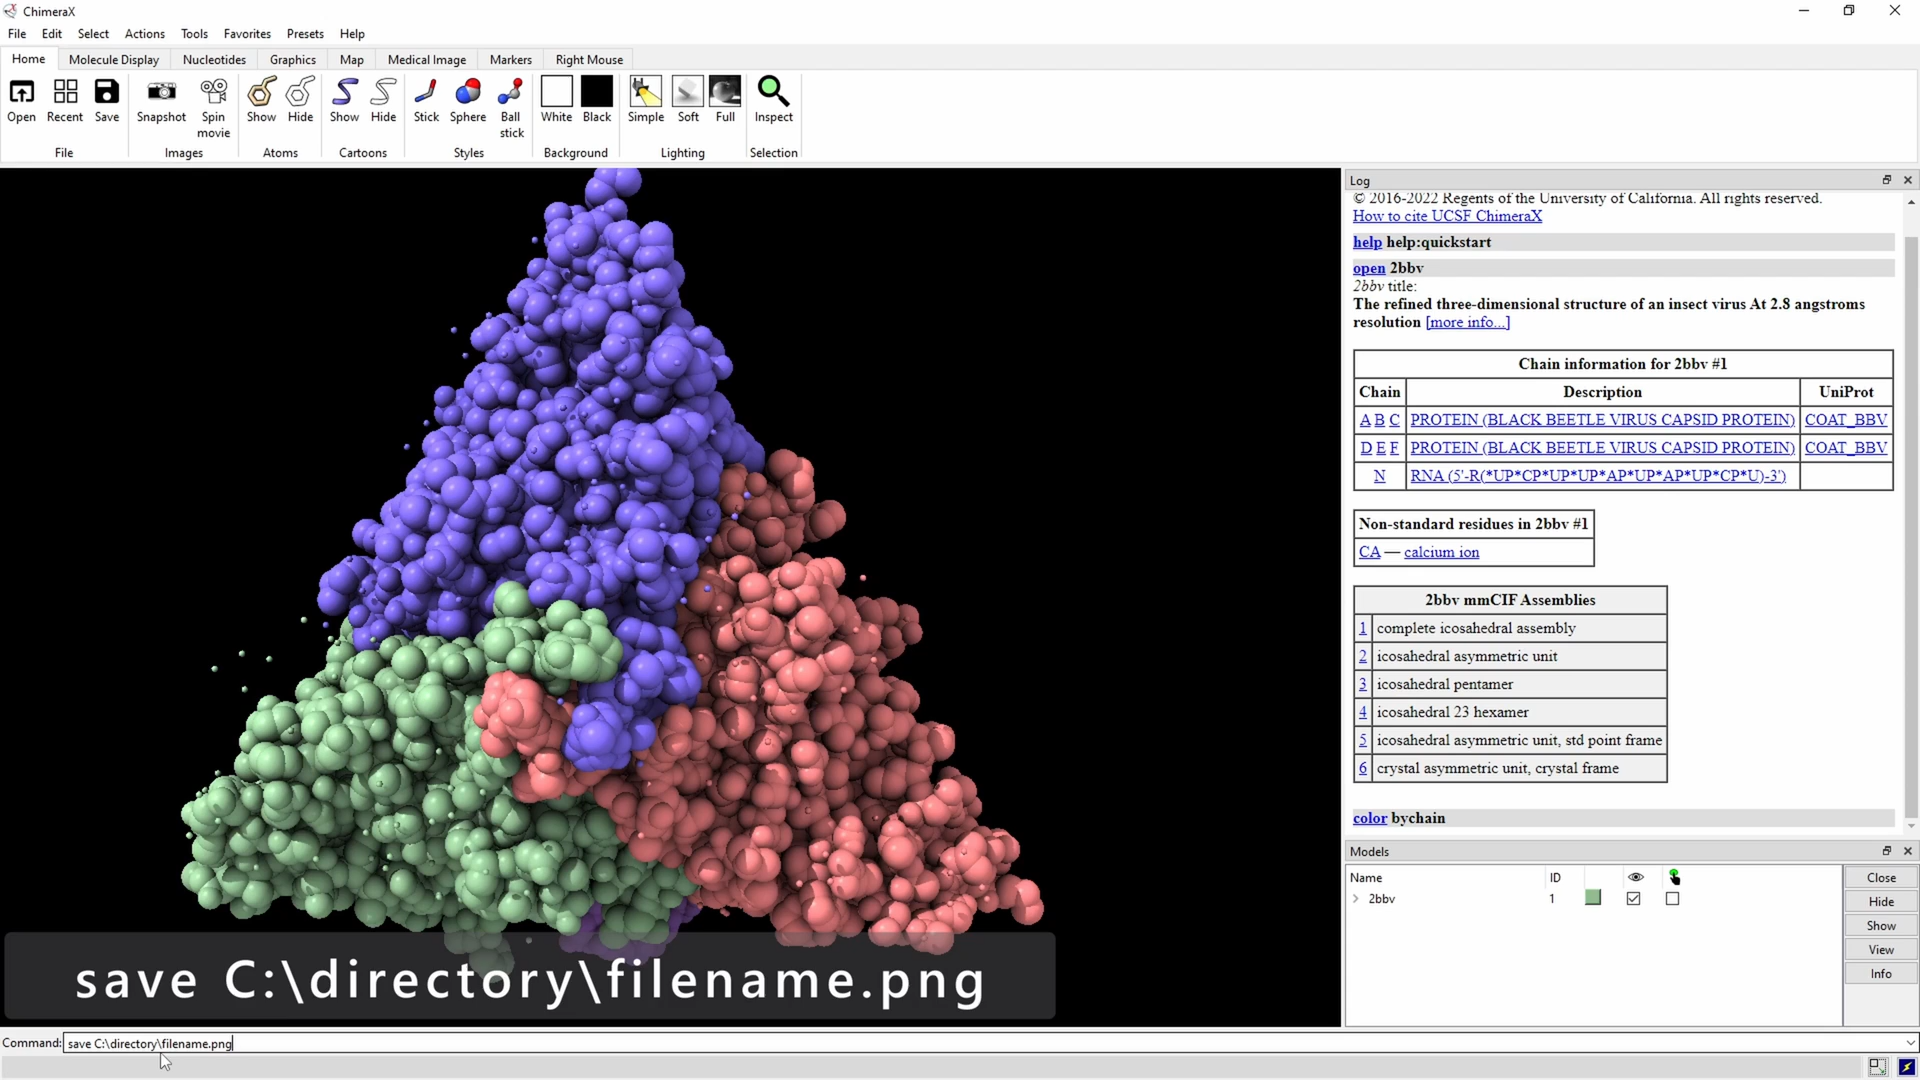 ChimeraX
File Edit Select Actions Tools Favorites Presets Help
Home Molecule Display Nucleotides Graphics Map Medical Image Markers Right Mouse
Open Recent Save Snapshot Spin movie Show Hide Show Hide Stick Sphere Ball stick White Black Simple Soft Full Inspect
File Images Atoms Cartoons Styles Background Lighting Selection
Log
© 2016-2022 Regents of the University of California. All rights reserved.
How to cite UCSF ChimeraX
help help:quickstart
open 2bbv
2bbv title:
The refined three-dimensional structure of an insect virus At 2.8 angstroms
resolution [more info...]
Chain information for 2bbv #1
Chain Description UniProt
A B C PROTEIN (BLACK BEETLE VIRUS CAPSID PROTEIN) COAT_BBV
D E F PROTEIN (BLACK BEETLE VIRUS CAPSID PROTEIN) COAT_BBV
N RNA (5'-R(*UP*CP*UP*UP*AP*UP*AP*UP*CP*U)-3')
Non-standard residues in 2bbv #1
CA — calcium ion
2bbv mmCIF Assemblies
1 complete icosahedral assembly
2 icosahedral asymmetric unit
3 icosahedral pentamer
4 icosahedral 23 hexamer
5 icosahedral asymmetric unit, std point frame
6 crystal asymmetric unit, crystal frame
color bychain
Models
Name ID
2bbv 1
Close
Hide
Show
View
Info
save C:\directory\filename.png
Command: save C:\directory\filename.png